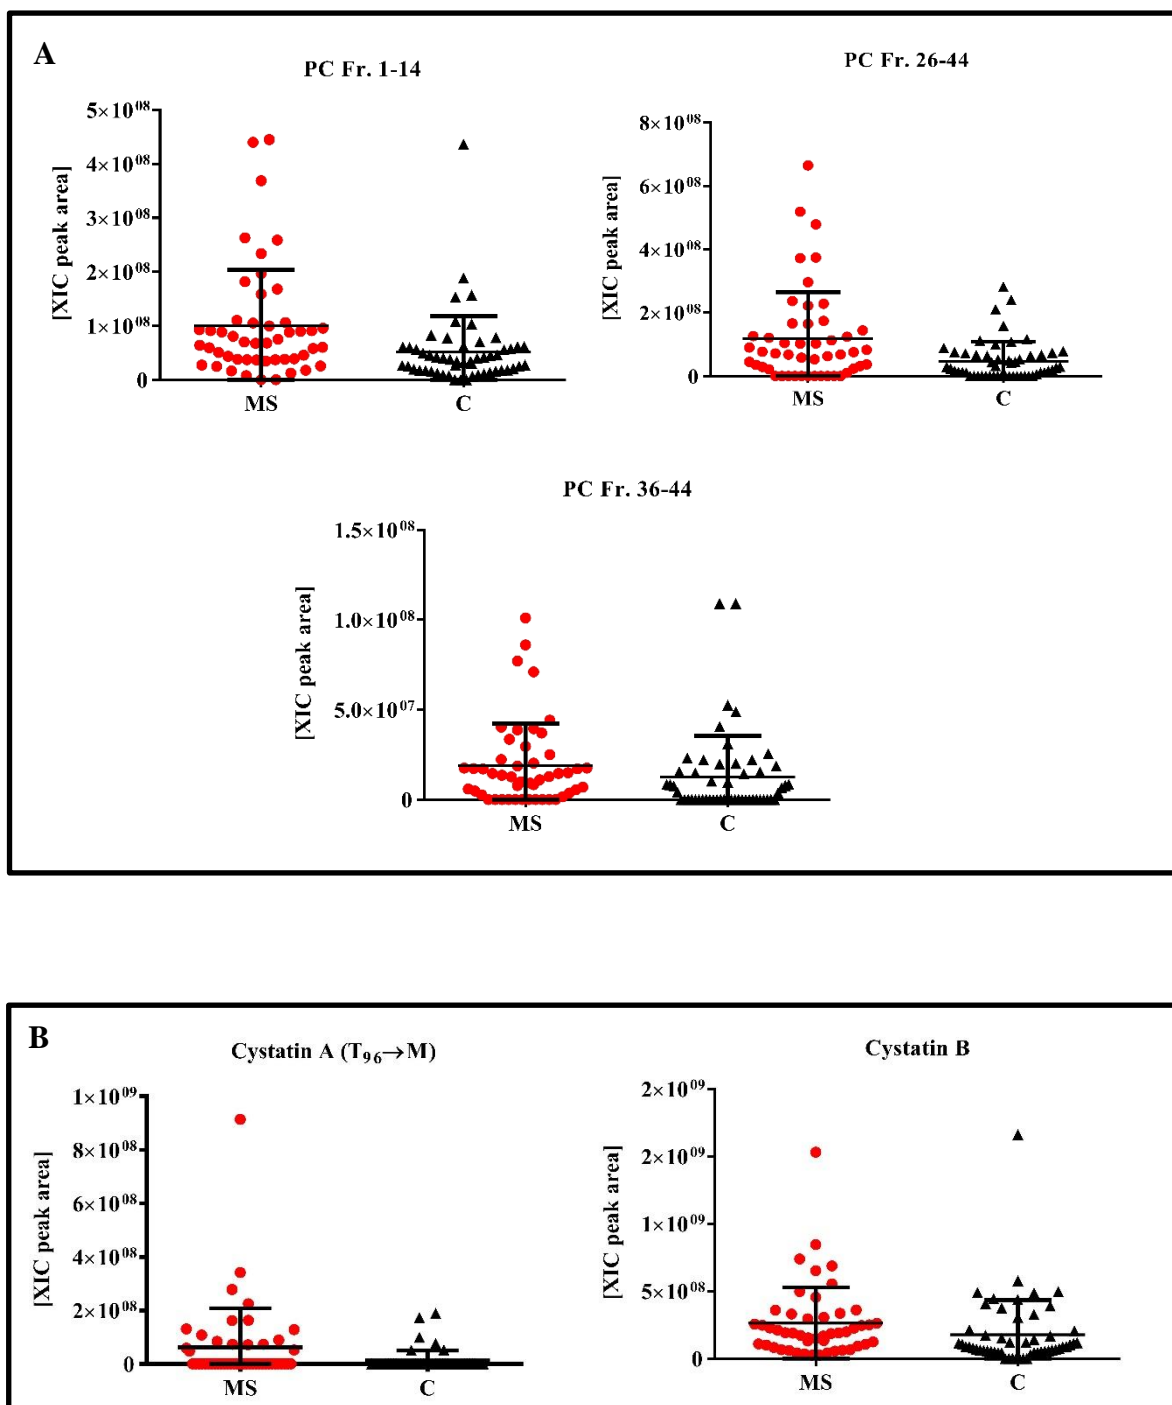 A
PC Fr. 1-14
[XIC peak area]
5×10⁰⁸
4×10⁰⁸
3×10⁰⁸
2×10⁰⁸
1×10⁰⁸
0
MS C
PC Fr. 26-44
[XIC peak area]
8×10⁰⁸
6×10⁰⁸
4×10⁰⁸
2×10⁰⁸
0
MS C
PC Fr. 36-44
[XIC peak area]
1.5×10⁰⁸
1.0×10⁰⁸
5.0×10⁰⁷
0
MS C
B
Cystatin A (T₉₆→M)
[XIC peak area]
1×10⁰⁹
8×10⁰⁸
6×10⁰⁸
4×10⁰⁸
2×10⁰⁸
0
MS C
Cystatin B
[XIC peak area]
2×10⁰⁹
2×10⁰⁹
1×10⁰⁹
5×10⁰⁸
0
MS C